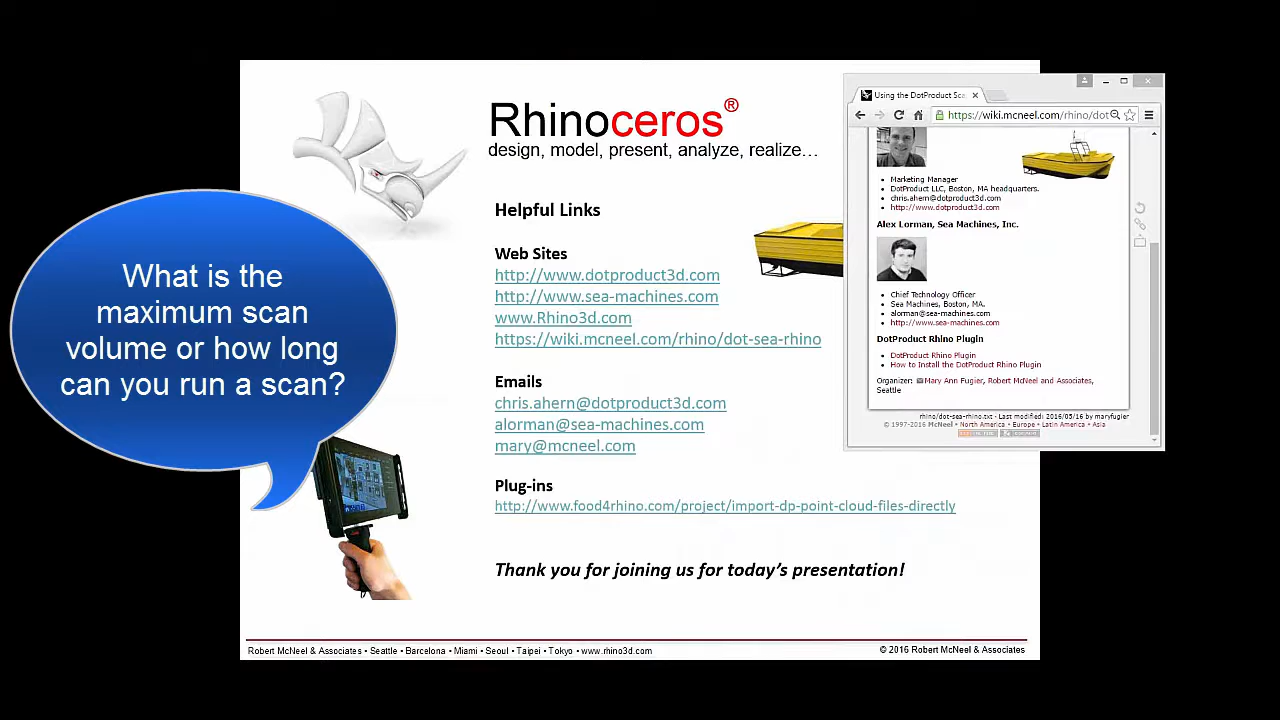 Rhinoceros®
design, model, present, analyze, realize…
Helpful Links
Web Sites
http://www.dotproduct3d.com
http://www.sea-machines.com
www.Rhino3d.com
https://wiki.mcneel.com/rhino/dot-sea-rhino
Emails
chris.ahern@dotproduct3d.com
alorman@sea-machines.com
mary@mcneel.com
Plug-ins
http://www.food4rhino.com/project/import-dp-point-cloud-files-directly
Thank you for joining us for today's presentation!
Robert McNeel & Associates • Seattle • Barcelona • Miami • Seoul • Taipei • Tokyo • www.rhino3d.com
© 2016 Robert McNeel & Associates
What is the
maximum scan
volume or how long
can you run a scan?
Using the DotProduct Sca
https://wiki.mcneel.com/rhino/dot
Marketing Manager
DotProduct LLC, Boston, MA headquarters.
chris.ahern@dotproduct3d.com
http://www.dotproduct3d.com
Alex Lorman, Sea Machines, Inc.
Chief Technology Officer
Sea Machines, Boston, MA.
alorman@sea-machines.com
http://www.sea-machines.com
DotProduct Rhino Plugin
DotProduct Rhino Plugin
How to Install the DotProduct Rhino Plugin
Organizer: Mary Ann Fugier, Robert McNeel and Associates,
Seattle
rhino/dot-sea-rhino.txt · Last modified: 2016/05/16 by maryfugier
© 1997-2016 McNeel • North America • Europe • Latin America • Asia